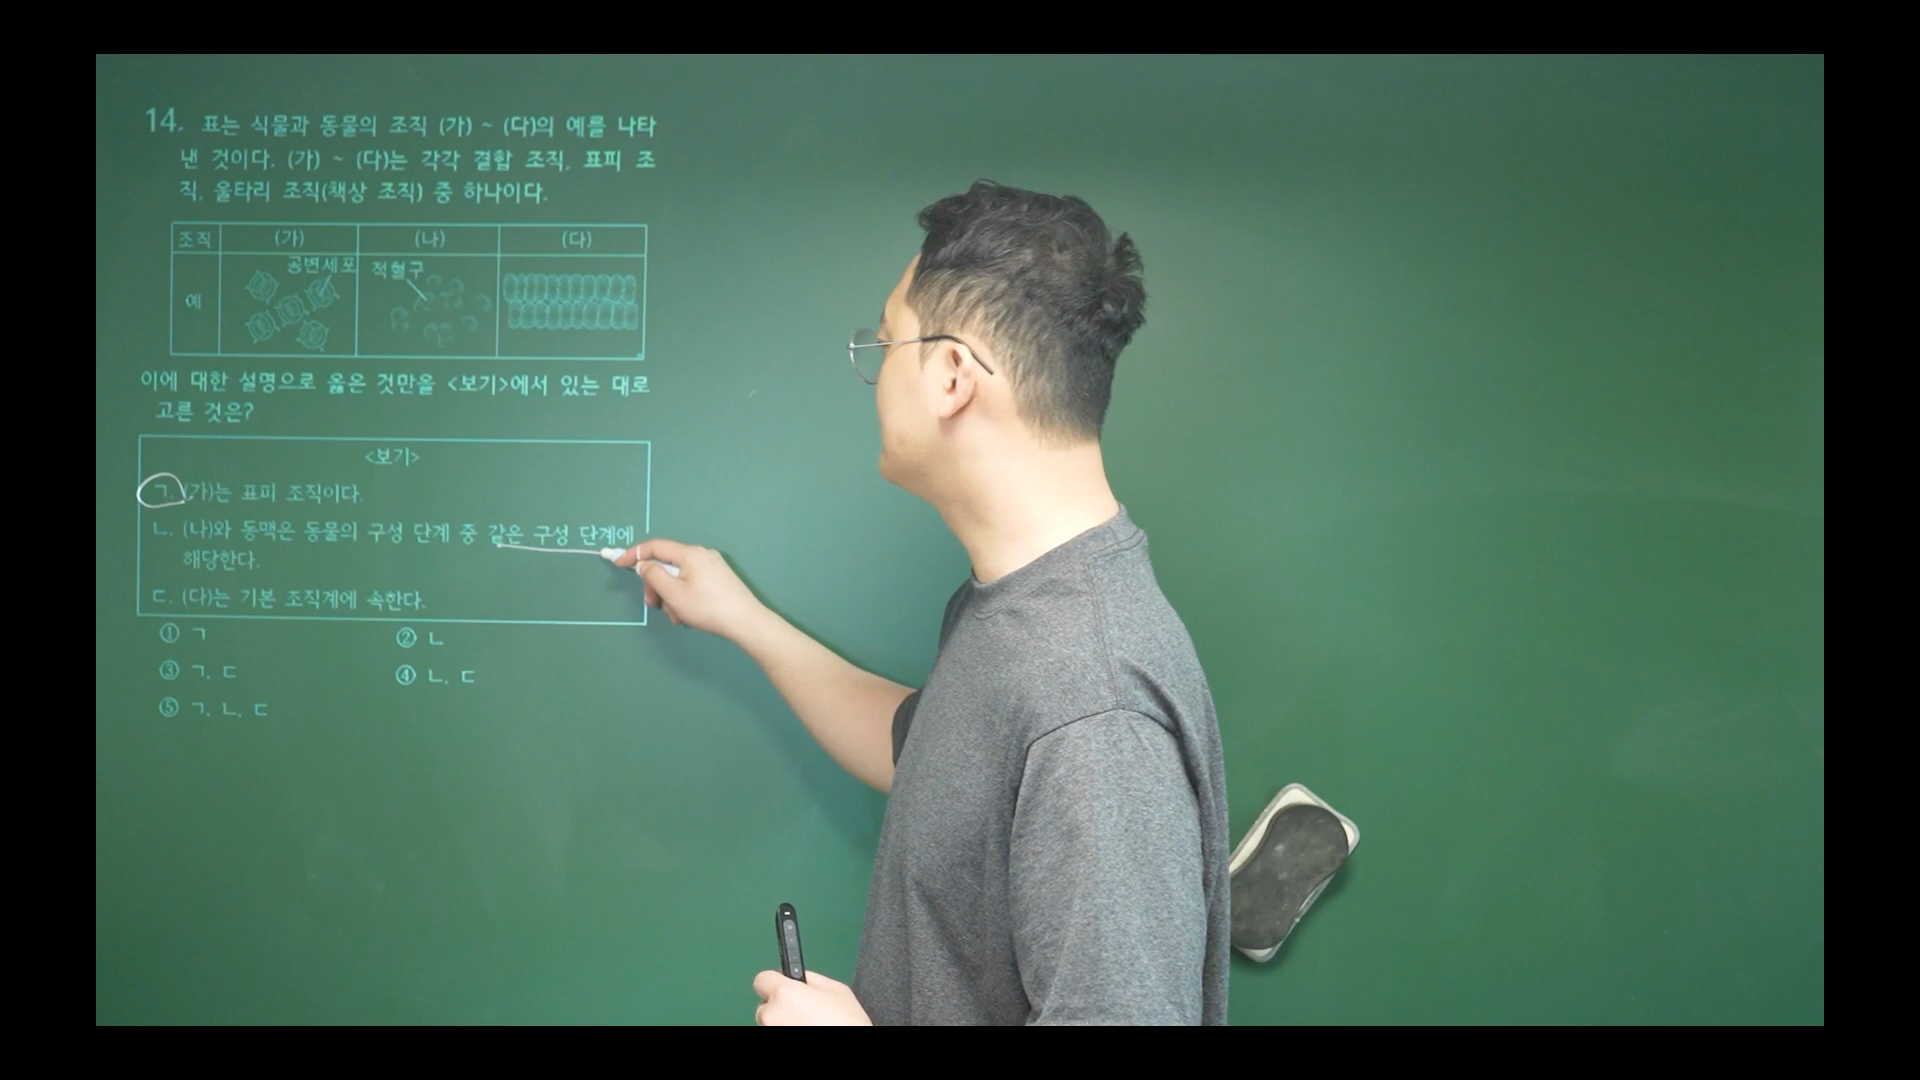 14. 표는 식물과 동물의 조직 (가) ~ (다)의 예를 나타
낸 것이다. (가) ~ (다)는 각각 결합 조직, 표피 조
직, 울타리 조직(책상 조직) 중 하나이다.
조직 (가) (나) (다)
공변세포 적혈구
예
이에 대한 설명으로 옳은 것만을 <보기>에서 있는 대로
고른 것은?
<보기>
ㄱ. (가)는 표피 조직이다.
ㄴ. (나)와 동맥은 동물의 구성 단계 중 같은 구성 단계에
해당한다.
ㄷ. (다)는 기본 조직계에 속한다.
① ㄱ ② ㄴ
③ ㄱ, ㄷ ④ ㄴ, ㄷ
⑤ ㄱ, ㄴ, ㄷ